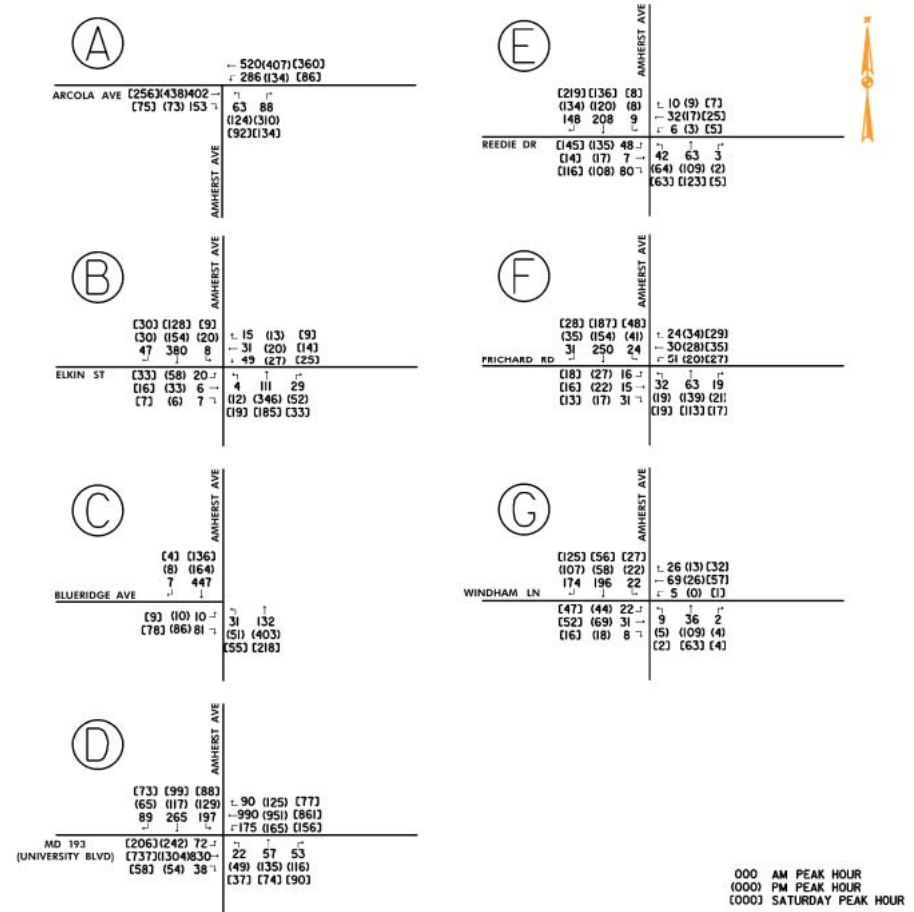 A
AMHERST AVE
← 520(407)[360]
286 (134) [86]
ARCOLA AVE [256](438)402→
[75] (73) 153
63 88
(124)(310)
[92][134]
B
AMHERST AVE
[30] (128) [9]
(30) (154) (20)
47 380 8
15 (13) [9]
← 31 (20) [14]
49 (27) [25]
ELKIN ST
[33] (58) 20
[16] (33) 6 →
[7] (6) 7
4 111 29
(12) (346) (52)
[19] [185] [33]
C
AMHERST AVE
[4] [136]
(8) (164)
7 447
BLUERIDGE AVE
[9] (10) 10
[78] (86) 81
31 132
(51) (403)
[55] [218]
D
AMHERST AVE
[73] [99] [88]
(65) (117) (129)
89 265 197
90 (125) [77]
←990 (951) [861]
175 (165) [156]
MD 193
(UNIVERSITY BLVD)
[206](242) 72
[737](1304)830→
[58] (54) 38
22 57 53
(49) (135) (116)
[37] [74] [90]
E
AMHERST AVE
[219] [136] [8]
(134) (120) (8)
148 208 9
10 (9) [7]
← 32(17)[25]
6 (3) [5]
REEDIE DR
[145] (135) 48
[14] (17) 7 →
[116] (108) 80
42 63 3
(64) (109) (2)
[63] [123] [5]
F
AMHERST AVE
[28] [187] [48]
(35) (154) (41)
31 250 24
24(34)[29]
← 30(28)[35]
51 (20)[27]
PRICHARD RD
[18] (27) 16
[16] (22) 15 →
[13] (17) 31
32 63 19
(19) (139) (21)
[19] [113] [17]
G
AMHERST AVE
[125] [56] [27]
(107) (58) (22)
174 196 22
26 (13) [32]
← 69(26)[57]
5 (0) [1]
WINDHAM LN
[47] (44) 22
[52] (69) 31 →
[16] (18) 8
9 36 2
(5) (109) (4)
[2] [63] [4]
000 AM PEAK HOUR
(000) PM PEAK HOUR
[000] SATURDAY PEAK HOUR